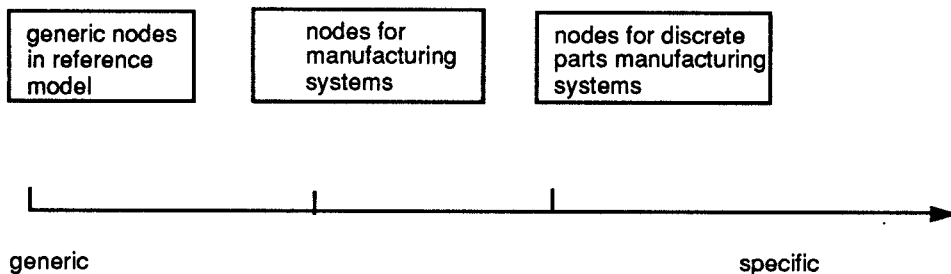 generic nodes
in reference
model
nodes for
manufacturing
systems
nodes for discrete
parts manufacturing
systems
generic
specific